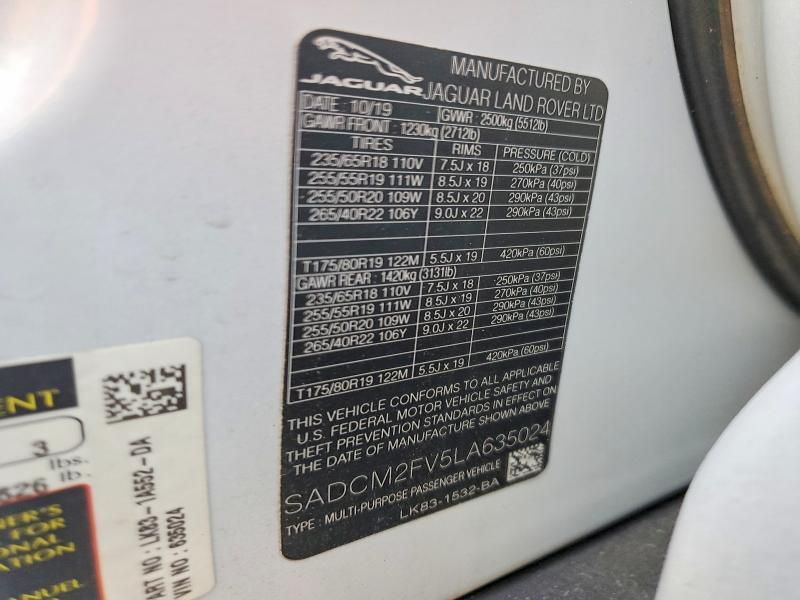 JAGUAR
MANUFACTURED BY
JAGUAR LAND ROVER LTD
DATE: 10/19 GVWR: 2500kg (5512lb)
GAWR FRONT: 1230kg (2712lb)
TIRES RIMS PRESSURE (COLD)
235/65R18 110V 7.5J x 18 250kPa (37psi)
255/55R19 111W 8.5J x 19 270kPa (40psi)
255/50R20 109W 8.5J x 20 290kPa (43psi)
265/40R22 106Y 9.0J x 22 290kPa (43psi)
T175/80R19 122M 5.5J x 19 420kPa (60psi)
GAWR REAR: 1420kg (3131lb)
235/65R18 110V 7.5J x 18 250kPa (37psi)
255/55R19 111W 8.5J x 19 270kPa (40psi)
255/50R20 109W 8.5J x 20 290kPa (43psi)
265/40R22 106Y 9.0J x 22 290kPa (43psi)
T175/80R19 122M 5.5J x 19 420kPa (60psi)
THIS VEHICLE CONFORMS TO ALL APPLICABLE
U.S. FEDERAL MOTOR VEHICLE SAFETY AND
THEFT PREVENTION STANDARDS IN EFFECT ON
THE DATE OF MANUFACTURE SHOWN ABOVE
SADCM2FV5LA635024
TYPE: MULTI-PURPOSE PASSENGER VEHICLE
LK83-1532-BA
3
lbs.
lb.
FOR
PART NO: LK83-1A552-DA
VIN NO: 635024